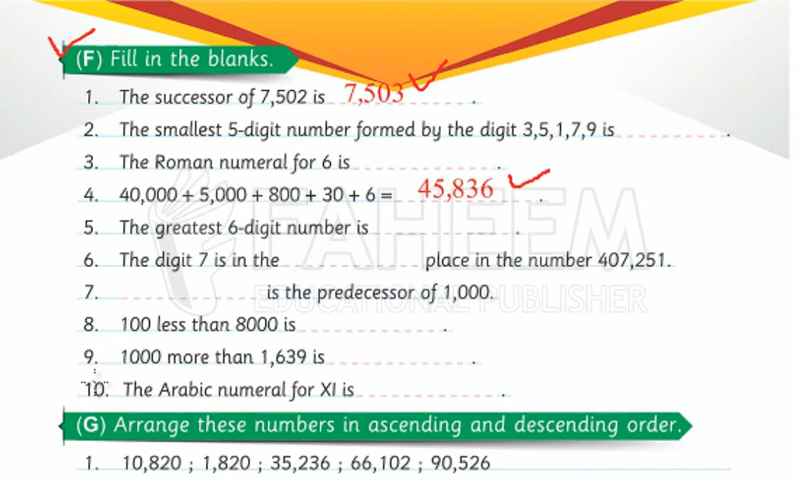 (F) Fill in the blanks.
1. The successor of 7,502 is 7,503.
2. The smallest 5-digit number formed by the digit 3,5,1,7,9 is .
3. The Roman numeral for 6 is .
4. 40,000 + 5,000 + 800 + 30 + 6 = 45,836.
5. The greatest 6-digit number is .
6. The digit 7 is in the place in the number 407,251.
7. is the predecessor of 1,000.
8. 100 less than 8000 is .
9. 1000 more than 1,639 is .
10. The Arabic numeral for XI is .
FAHEEM
EDUCATIONAL PUBLISHER
(G) Arrange these numbers in ascending and descending order.
1. 10,820 ; 1,820 ; 35,236 ; 66,102 ; 90,526